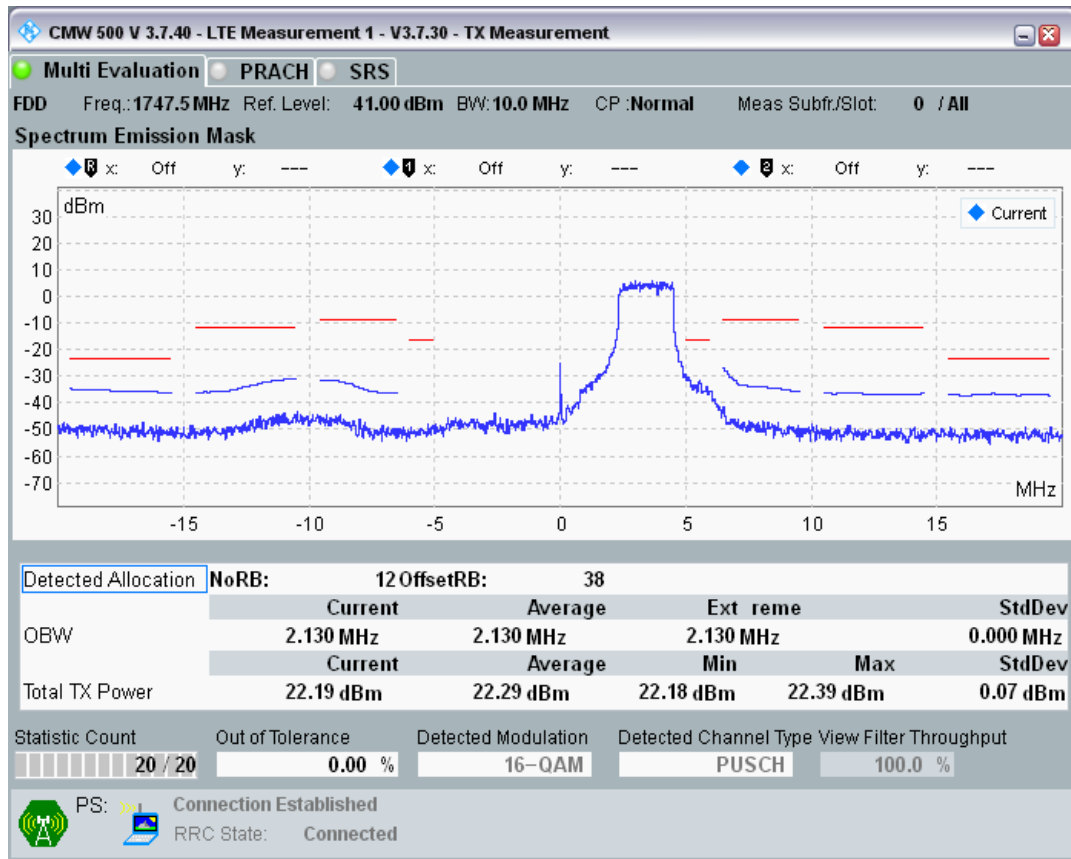 CMW 500 V 3.7.40 - LTE Measurement 1 - V3.7.30 - TX Measurement
Multi Evaluation PRACH SRS
FDD Freq.:1747.5 MHz Ref. Level: 41.00 dBm BW:10.0 MHz CP :Normal Meas Subfr./Slot: 0 / All
Spectrum Emission Mask
R x: Off y: --- 1 x: Off y: --- 2 x: Off y: ---
dBm
Current
30
20
10
0
-10
-20
-30
-40
-50
-60
-70
MHz
-15 -10 -5 0 5 10 15
Detected Allocation NoRB: 12 OffsetRB: 38
Current Average Ext reme StdDev
OBW 2.130 MHz 2.130 MHz 2.130 MHz 0.000 MHz
Current Average Min Max StdDev
Total TX Power 22.19 dBm 22.29 dBm 22.18 dBm 22.39 dBm 0.07 dBm
Statistic Count Out of Tolerance Detected Modulation Detected Channel Type View Filter Throughput
20 / 20 0.00 % 16-QAM PUSCH 100.0 %
PS: Connection Established
RRC State: Connected